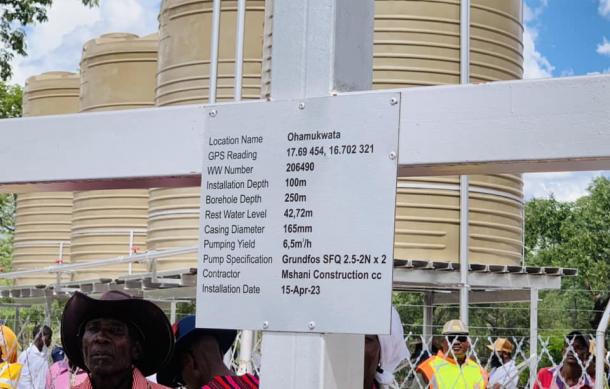 Location Name Ohamukwata
GPS Reading 17.69 454, 16.702 321
WW Number 206490
Installation Depth 100m
Borehole Depth 250m
Rest Water Level 42,72m
Casing Diameter 165mm
Pumping Yield 6,5m³/h
Pump Specification Grundfos SFQ 2.5-2N x 2
Contractor Mshani Construction cc
Installation Date 15-Apr-23